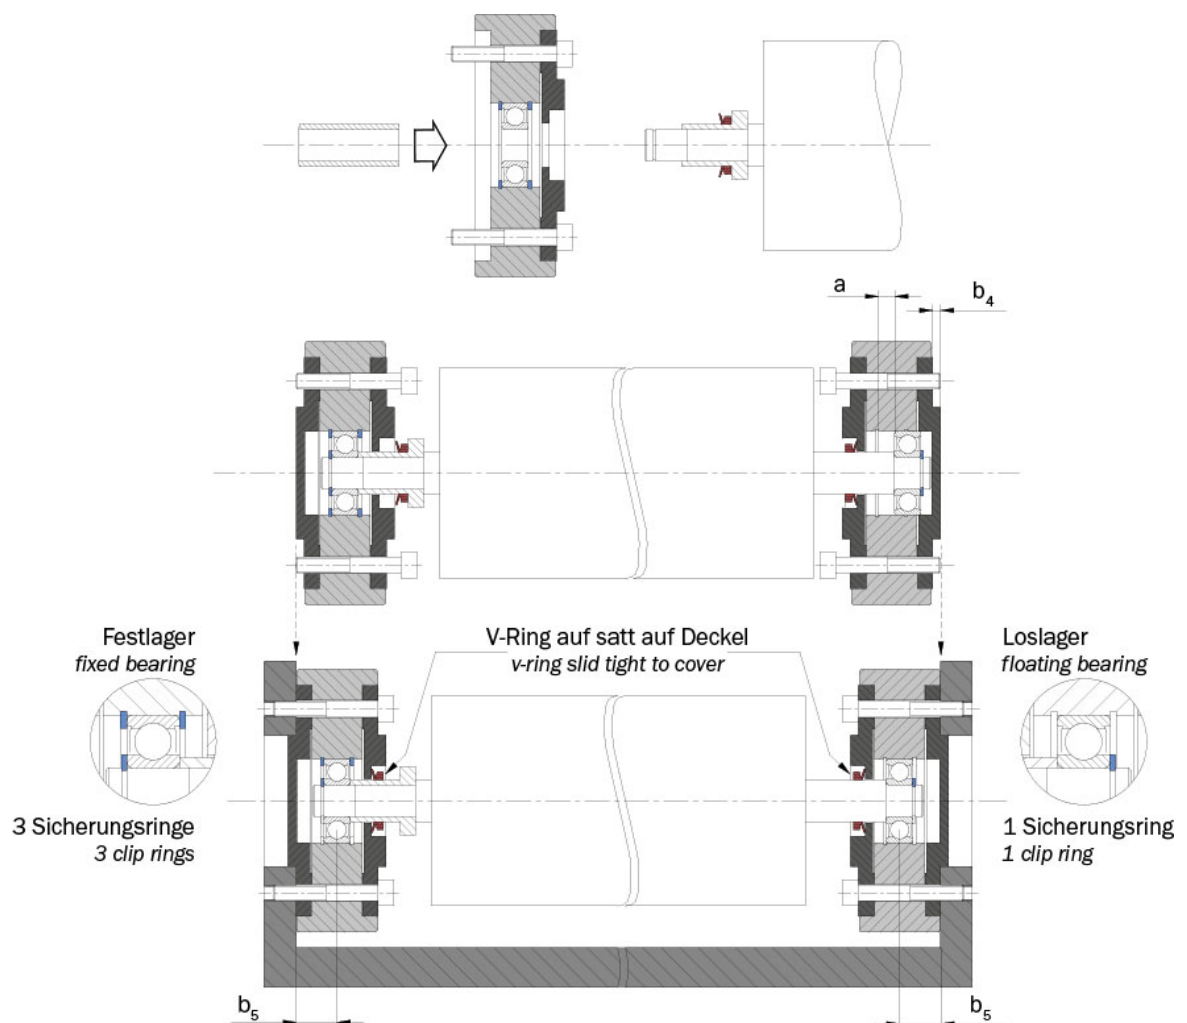 a
b₄
Festlager
fixed bearing
V-Ring auf satt auf Deckel
v-ring slid tight to cover
Loslager
floating bearing
3 Sicherungsringe
3 clip rings
1 Sicherungsring
1 clip ring
b₅
b₅